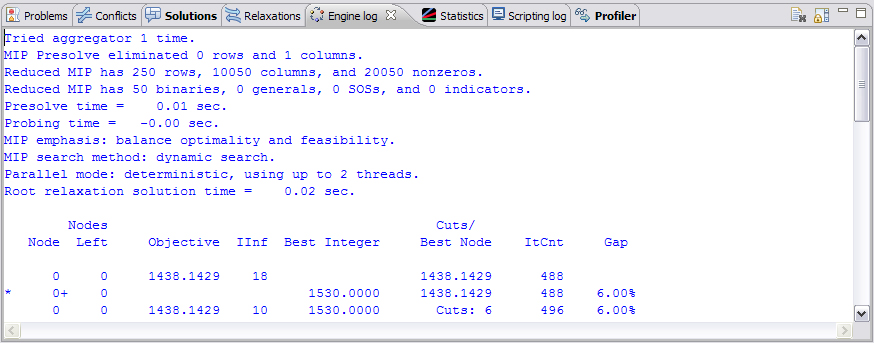 Problems Conflicts Solutions Relaxations Engine log Statistics Scripting log Profiler
Tried aggregator 1 time.
MIP Presolve eliminated 0 rows and 1 columns.
Reduced MIP has 250 rows, 10050 columns, and 20050 nonzeros.
Reduced MIP has 50 binaries, 0 generals, 0 SOSs, and 0 indicators.
Presolve time =    0.01 sec.
Probing time =   -0.00 sec.
MIP emphasis: balance optimality and feasibility.
MIP search method: dynamic search.
Parallel mode: deterministic, using up to 2 threads.
Root relaxation solution time =    0.02 sec.
        Nodes                                         Cuts/
   Node  Left     Objective  IInf  Best Integer     Best Node    ItCnt     Gap
      0     0     1438.1429    18                   1438.1429      488
*     0+    0                         1530.0000     1438.1429      488    6.00%
      0     0     1438.1429    10     1530.0000       Cuts: 6      496    6.00%